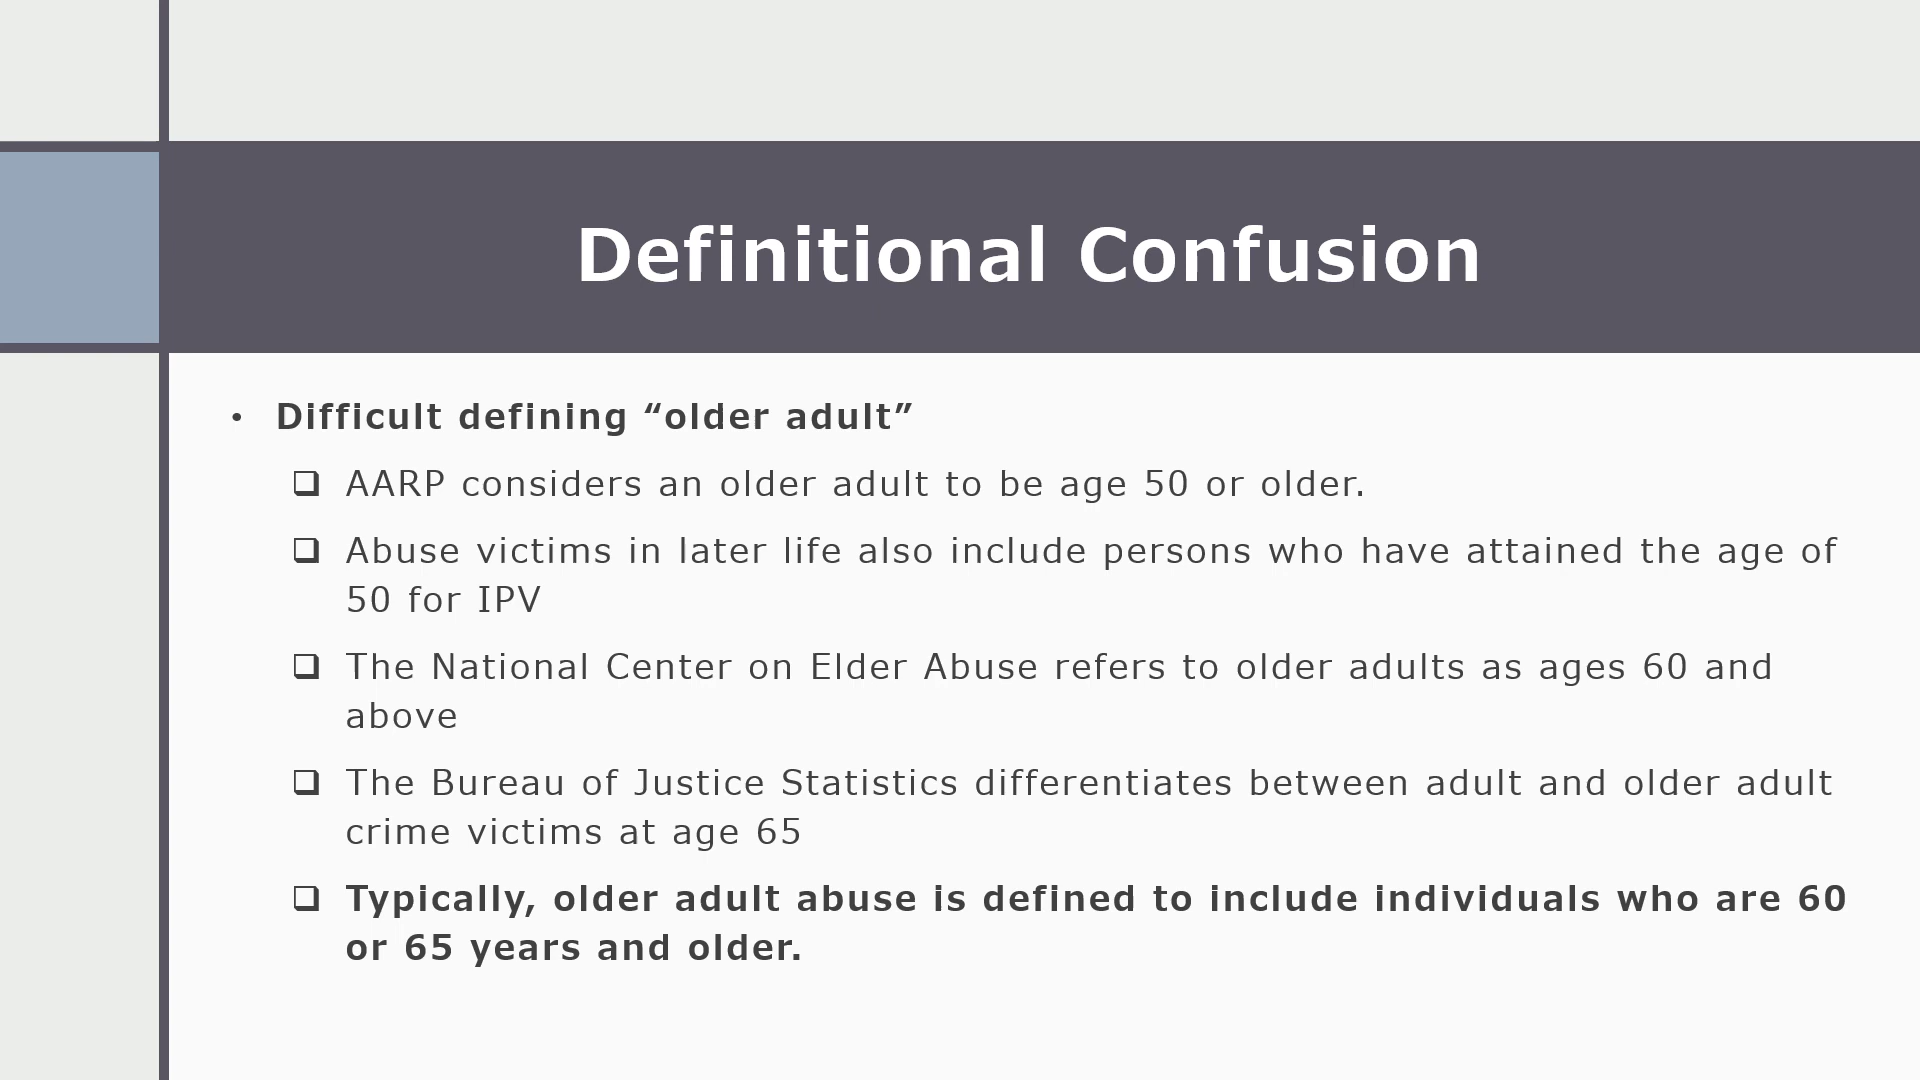 Definitional Confusion
• Difficult defining “older adult”
❑ AARP considers an older adult to be age 50 or older.
❑ Abuse victims in later life also include persons who have attained the age of
50 for IPV
❑ The National Center on Elder Abuse refers to older adults as ages 60 and
above
❑ The Bureau of Justice Statistics differentiates between adult and older adult
crime victims at age 65
❑ Typically, older adult abuse is defined to include individuals who are 60
or 65 years and older.